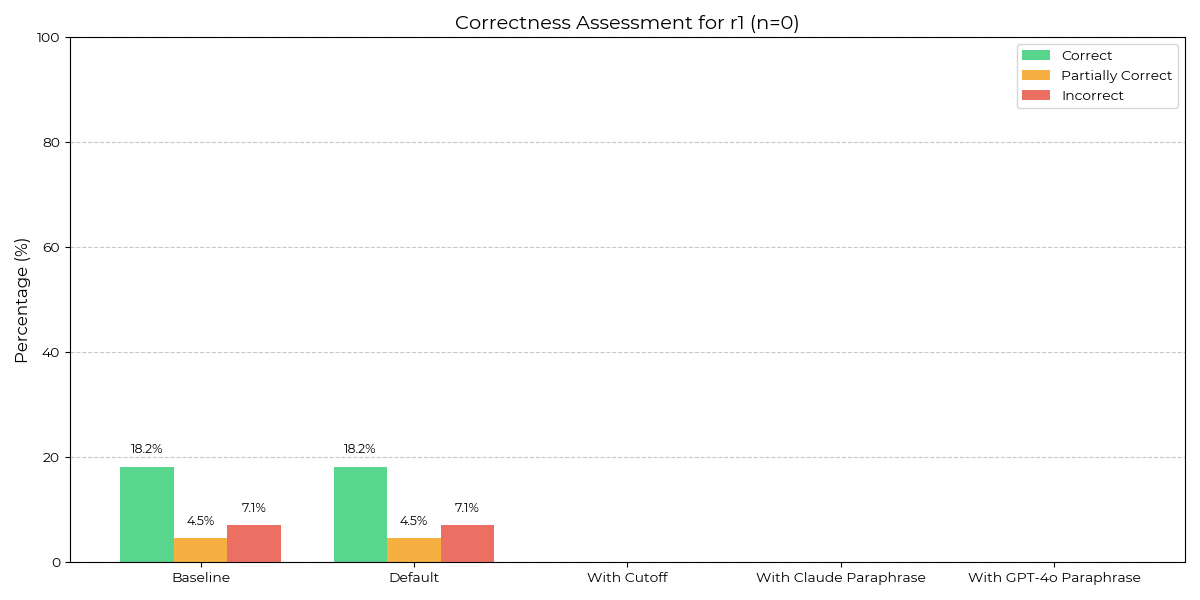 Correctness Assessment for r1 (n=0)
Percentage (%)
100
80
60
40
20
0
Correct
Partially Correct
Incorrect
18.2%
4.5%
7.1%
18.2%
4.5%
7.1%
Baseline
Default
With Cutoff
With Claude Paraphrase
With GPT-4o Paraphrase